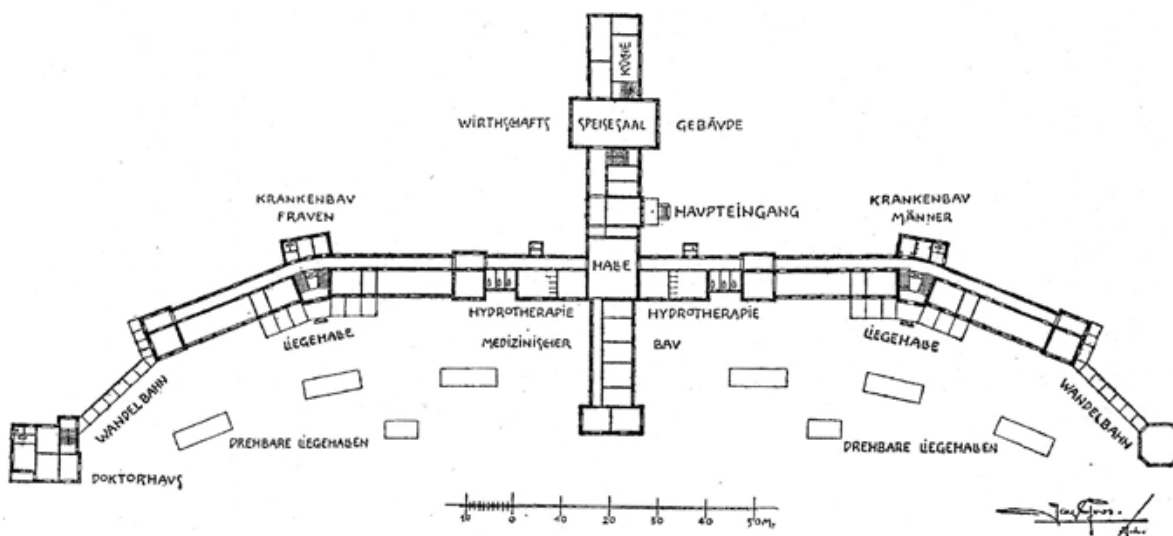 KÜCHE
WIRTHSCHAFTS SPEISESAAL GEBÄUDE
KRANKENBAU
FRAUEN
HAUPTEINGANG
KRANKENBAU
MÄNNER
HALLE
HYDROTHERAPIE HYDROTHERAPIE
LIEGEHALLE MEDIZINISCHER BAU LIEGEHALLE
WANDELBAHN WANDELBAHN
DREHBARE LIEGEHALLEN DREHBARE LIEGEHALLEN
DOKTORHAUS
10 0 10 20 30 40 50 M.